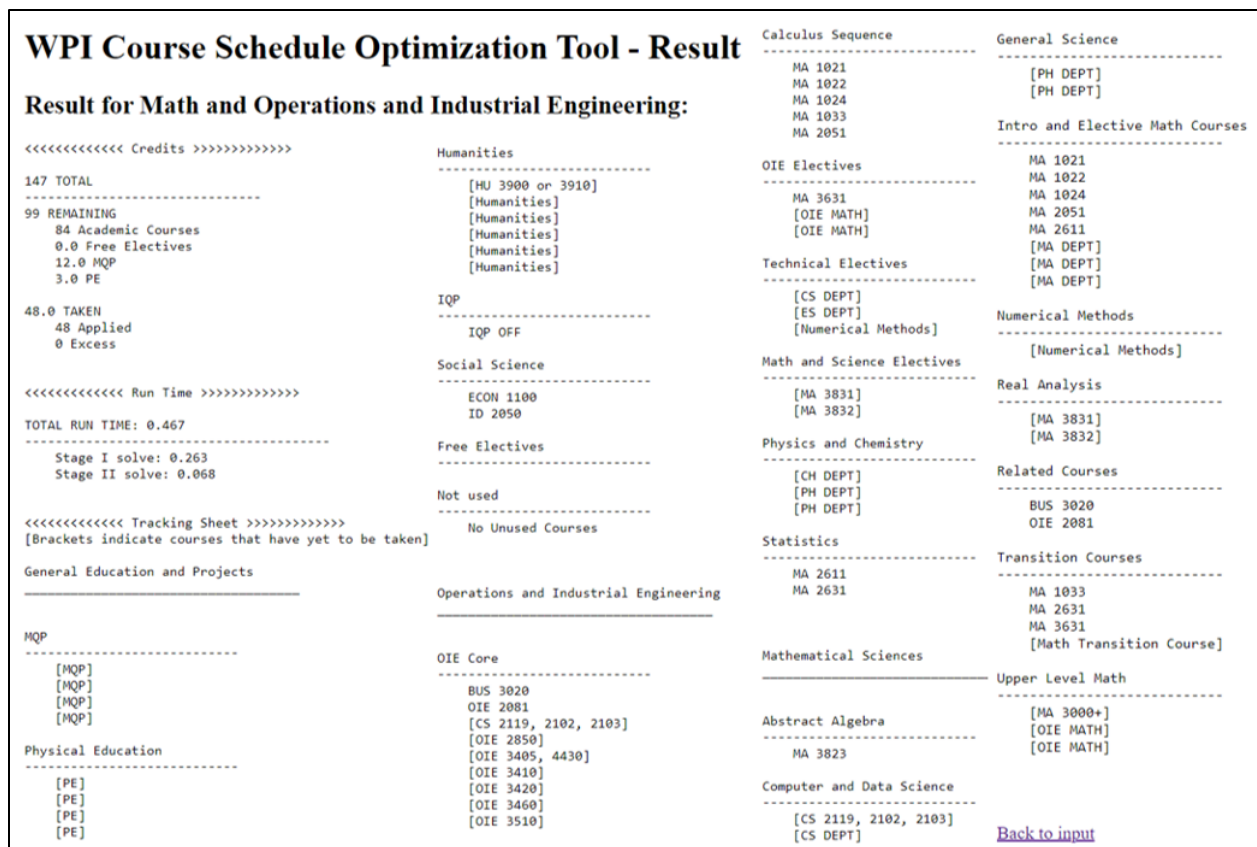 WPI Course Schedule Optimization Tool - Result
Result for Math and Operations and Industrial Engineering:
<<<<<<<<<<<<< Credits >>>>>>>>>>>>>
147 TOTAL
-------------------------------
99 REMAINING
84 Academic Courses
0.0 Free Electives
12.0 MQP
3.0 PE
48.0 TAKEN
48 Applied
0 Excess
<<<<<<<<<<<<< Run Time >>>>>>>>>>>>>
TOTAL RUN TIME: 0.467
----------------------------------------
Stage I solve: 0.263
Stage II solve: 0.068
<<<<<<<<<<<<< Tracking Sheet >>>>>>>>>>>>>
[Brackets indicate courses that have yet to be taken]
General Education and Projects
____________________________________
MQP
----------------------------
[MQP]
[MQP]
[MQP]
[MQP]
Physical Education
----------------------------
[PE]
[PE]
[PE]
[PE]
Humanities
----------------------------
[HU 3900 or 3910]
[Humanities]
[Humanities]
[Humanities]
[Humanities]
[Humanities]
IQP
----------------------------
IQP OFF
Social Science
----------------------------
ECON 1100
ID 2050
Free Electives
----------------------------
Not used
----------------------------
No Unused Courses
Operations and Industrial Engineering
____________________________________
OIE Core
----------------------------
BUS 3020
OIE 2081
[CS 2119, 2102, 2103]
[OIE 2850]
[OIE 3405, 4430]
[OIE 3410]
[OIE 3420]
[OIE 3460]
[OIE 3510]
Calculus Sequence
----------------------------
MA 1021
MA 1022
MA 1024
MA 1033
MA 2051
OIE Electives
----------------------------
MA 3631
[OIE MATH]
[OIE MATH]
Technical Electives
----------------------------
[CS DEPT]
[ES DEPT]
[Numerical Methods]
Math and Science Electives
----------------------------
[MA 3831]
[MA 3832]
Physics and Chemistry
----------------------------
[CH DEPT]
[PH DEPT]
[PH DEPT]
Statistics
----------------------------
MA 2611
MA 2631
Mathematical Sciences
____________________________________
Abstract Algebra
----------------------------
MA 3823
Computer and Data Science
----------------------------
[CS 2119, 2102, 2103]
[CS DEPT]
General Science
----------------------------
[PH DEPT]
[PH DEPT]
Intro and Elective Math Courses
----------------------------
MA 1021
MA 1022
MA 1024
MA 2051
MA 2611
[MA DEPT]
[MA DEPT]
[MA DEPT]
Numerical Methods
----------------------------
[Numerical Methods]
Real Analysis
----------------------------
[MA 3831]
[MA 3832]
Related Courses
----------------------------
BUS 3020
OIE 2081
Transition Courses
----------------------------
MA 1033
MA 2631
MA 3631
[Math Transition Course]
Upper Level Math
----------------------------
[MA 3000+]
[OIE MATH]
[OIE MATH]
Back to input